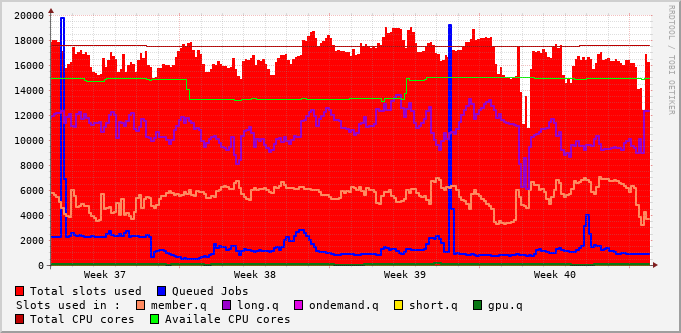 RRDTOOL / TOBI OETIKER
20000
18000
16000
14000
12000
10000
8000
6000
4000
2000
0
Week 37 Week 38 Week 39 Week 40
Total slots used Queued Jobs
Slots used in : member.q long.q ondemand.q short.q gpu.q
Total CPU cores Availale CPU cores